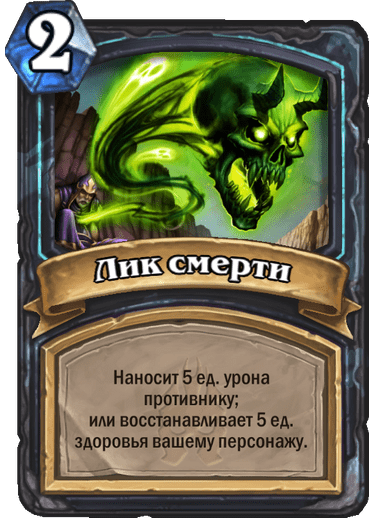 2
Лик смерти
Наносит 5 ед. урона
противнику;
или восстанавливает 5 ед.
здоровья вашему персонажу.